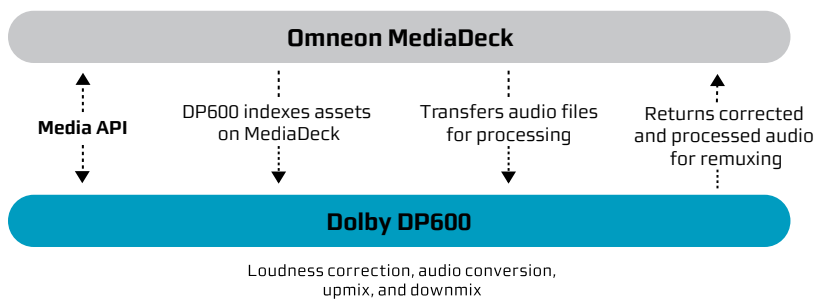 Omneon MediaDeck
Media API
DP600 indexes assets
on MediaDeck
Transfers audio files
for processing
Returns corrected
and processed audio
for remuxing
Dolby DP600
Loudness correction, audio conversion,
upmix, and downmix